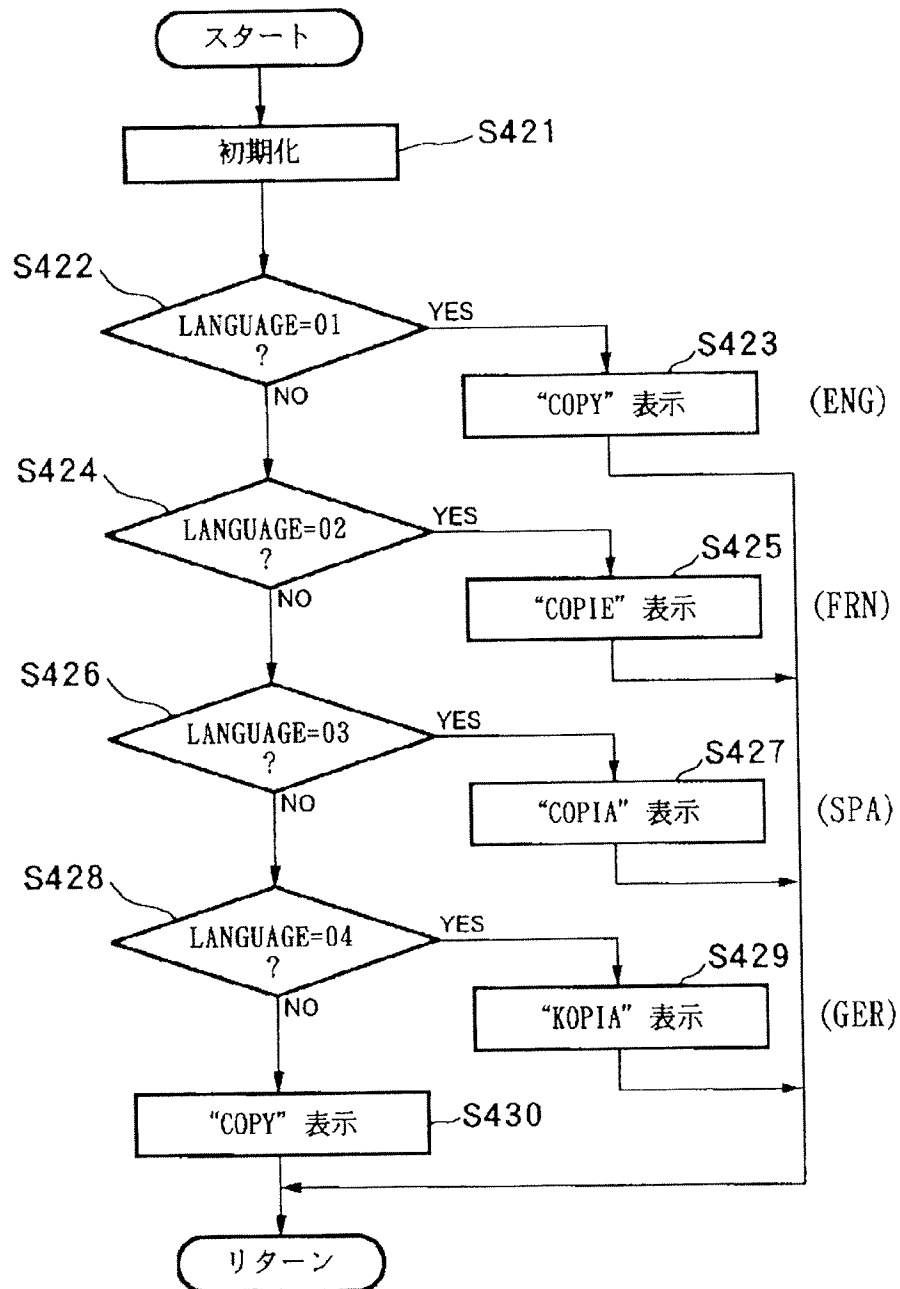 スタート
初期化
S421
S422
LANGUAGE=01
?
YES
NO
S423
“COPY” 表示
(ENG)
S424
LANGUAGE=02
?
YES
NO
S425
“COPIE” 表示
(FRN)
S426
LANGUAGE=03
?
YES
NO
S427
“COPIA” 表示
(SPA)
S428
LANGUAGE=04
?
YES
NO
S429
“KOPIA” 表示
(GER)
“COPY” 表示
S430
リターン